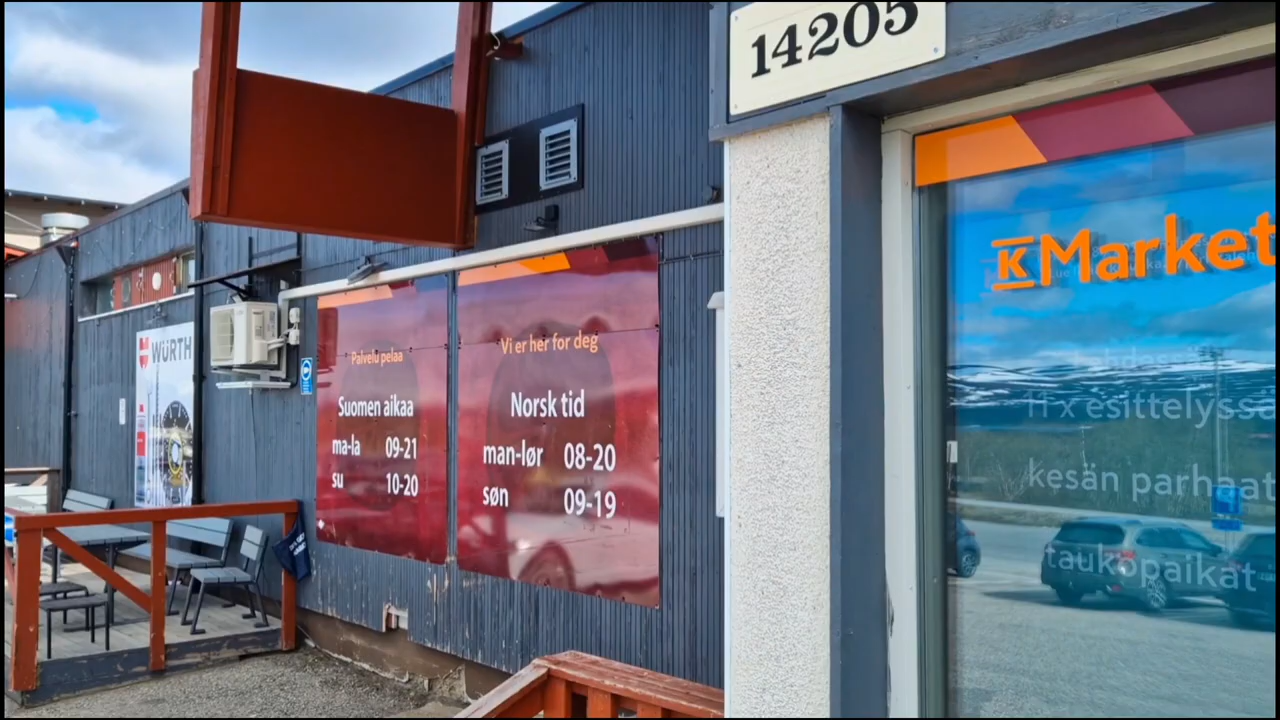 14205
K Market
WÜRTH
Palvelu pelaa
Suomen aikaa
ma-la 09-21
su 10-20
Vi er her for deg
Norsk tid
man-lør 08-20
søn 09-19
11 x esittelyssä
kesän parhaat
taukopaikat